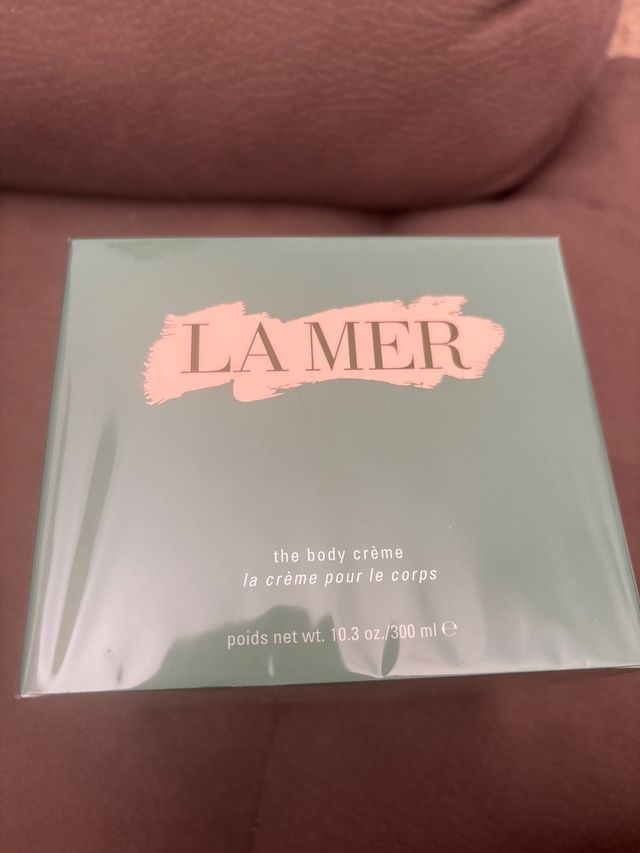 LA MER
the body crème
la crème pour le corps
poids net wt. 10.3 oz./300 ml ℮